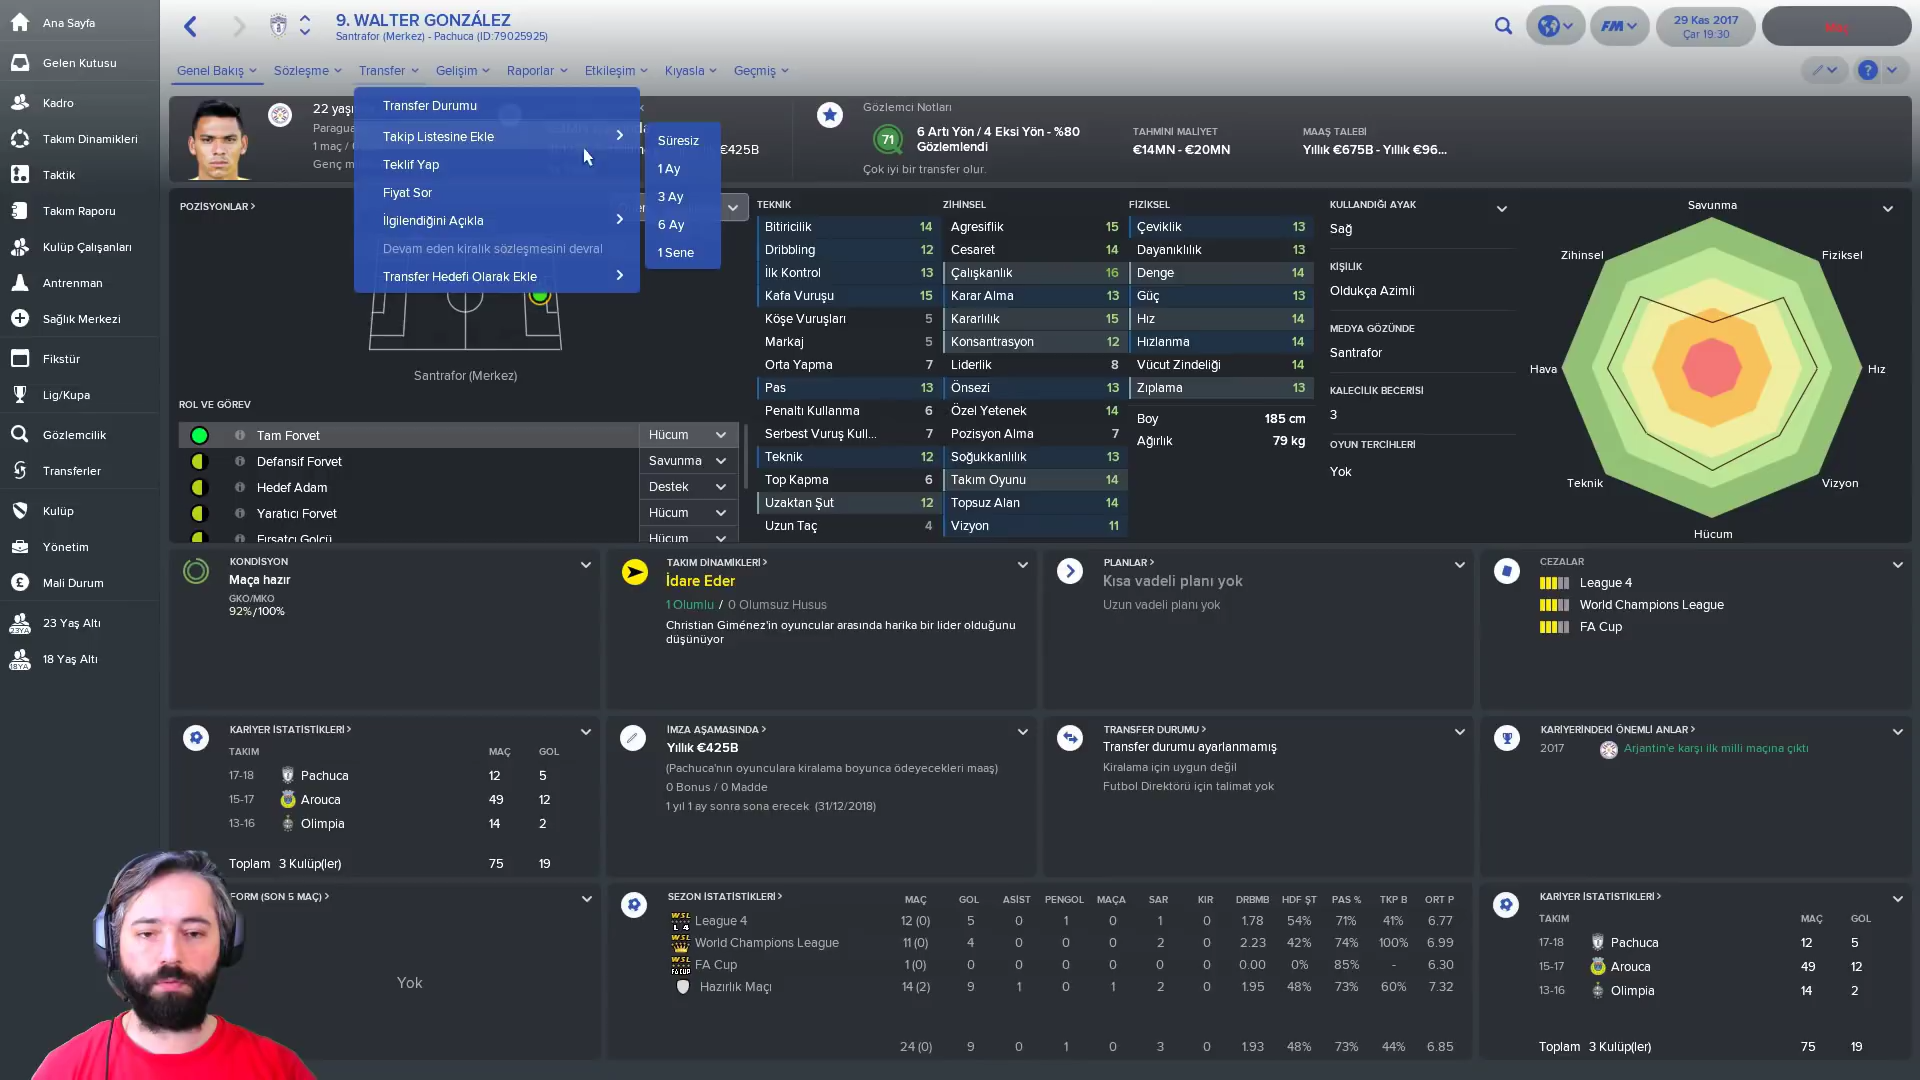 Ana Sayfa
Gelen Kutusu
Kadro
Takım Dinamikleri
Taktik
Takım Raporu
Kulüp Çalışanları
Antrenman
Sağlık Merkezi
Fikstür
Lig/Kupa
Gözlemcilik
Transferler
Kulüp
Yönetim
Mali Durum
23YA
23 Yaş Altı
18YA
18 Yaş Altı
9. WALTER GONZÁLEZ
Santrafor (Merkez) - Pachuca (ID:79025925)
FM
29 Kas 2017
Çar 19:30
Maç
Genel Bakış Sözleşme Transfer Gelişim Raporlar Etkileşim Kıyasla Geçmiş
22 yaşı
Paragua
1 maç /
Genç m
Transfer Durumu
Takip Listesine Ekle
Teklif Yap
Fiyat Sor
İlgilendiğini Açıkla
Devam eden kiralık sözleşmesini devral
Transfer Hedefi Olarak Ekle
Süresiz
1 Ay
3 Ay
6 Ay
1 Sene
€425B
Gözlemci Notları
71
6 Artı Yön / 4 Eksi Yön - %80
Gözlemlendi
Çok iyi bir transfer olur.
TAHMİNİ MALİYET
€14MN - €20MN
MAAŞ TALEBİ
Yıllık €675B - Yıllık €96...
POZİSYONLAR
Santrafor (Merkez)
ROL VE GÖREV
Tam Forvet Hücum
Defansif Forvet Savunma
Hedef Adam Destek
Yaratıcı Forvet Hücum
Fırsatçı Golcü Hücum
TEKNİK
Bitiricilik 14
Dribbling 12
İlk Kontrol 13
Kafa Vuruşu 15
Köşe Vuruşları 5
Markaj 5
Orta Yapma 7
Pas 13
Penaltı Kullanma 6
Serbest Vuruş Kull... 7
Teknik 12
Top Kapma 6
Uzaktan Şut 12
Uzun Taç 4
ZİHİNSEL
Agresiflik 15
Cesaret 14
Çalışkanlık 16
Karar Alma 13
Kararlılık 15
Konsantrasyon 12
Liderlik 8
Önsezi 13
Özel Yetenek 14
Pozisyon Alma 7
Soğukkanlılık 13
Takım Oyunu 14
Topsuz Alan 14
Vizyon 11
FİZİKSEL
Çeviklik 13
Dayanıklılık 13
Denge 14
Güç 13
Hız 14
Hızlanma 14
Vücut Zindeliği 14
Zıplama 13
Boy 185 cm
Ağırlık 79 kg
KULLANDIĞI AYAK
Sağ
KİŞİLİK
Oldukça Azimli
MEDYA GÖZÜNDE
Santrafor
KALECİLİK BECERİSİ
3
OYUN TERCİHLERİ
Yok
Savunma
Zihinsel Fiziksel
Hava Hız
Teknik Vizyon
Hücum
KONDİSYON
Maça hazır
GKO/MKO
92%/100%
TAKIM DİNAMİKLERİ
İdare Eder
1 Olumlu / 0 Olumsuz Husus
Christian Giménez'in oyuncular arasında harika bir lider olduğunu
düşünüyor
PLANLAR
Kısa vadeli planı yok
Uzun vadeli planı yok
CEZALAR
League 4
World Champions League
FA Cup
KARİYER İSTATİSTİKLERİ
TAKIM MAÇ GOL
17-18 Pachuca 12 5
15-17 Arouca 49 12
13-16 Olimpia 14 2
Toplam 3 Kulüp(ler) 75 19
İMZA AŞAMASINDA
Yıllık €425B
(Pachuca'nın oyunculara kiralama boyunca ödeyecekleri maaş)
0 Bonus / 0 Madde
1 yıl 1 ay sonra sona erecek (31/12/2018)
TRANSFER DURUMU
Transfer durumu ayarlanmamış
Kiralama için uygun değil
Futbol Direktörü için talimat yok
KARİYERİNDEKİ ÖNEMLİ ANLAR
2017 Arjantin'e karşı ilk milli maçına çıktı
FORM (SON 5 MAÇ)
Yok
SEZON İSTATİSTİKLERİ MAÇ GOL ASİST PENGOL MAÇA SAR KIR DRBMB HDF ŞT PAS % TKP B ORT P
WSL L 4 League 4 12 (0) 5 0 1 0 1 0 1.78 54% 71% 41% 6.77
WSL World Champions League 11 (0) 4 0 0 0 2 0 2.23 42% 74% 100% 6.99
WSL FA CUP FA Cup 1 (0) 0 0 0 0 0 0 0.00 0% 85% - 6.30
Hazırlık Maçı 14 (2) 9 1 0 1 2 0 1.95 48% 73% 60% 7.32
24 (0) 9 0 1 0 3 0 1.93 48% 73% 44% 6.85
KARİYER İSTATİSTİKLERİ
TAKIM MAÇ GOL
17-18 Pachuca 12 5
15-17 Arouca 49 12
13-16 Olimpia 14 2
Toplam 3 Kulüp(ler) 75 19